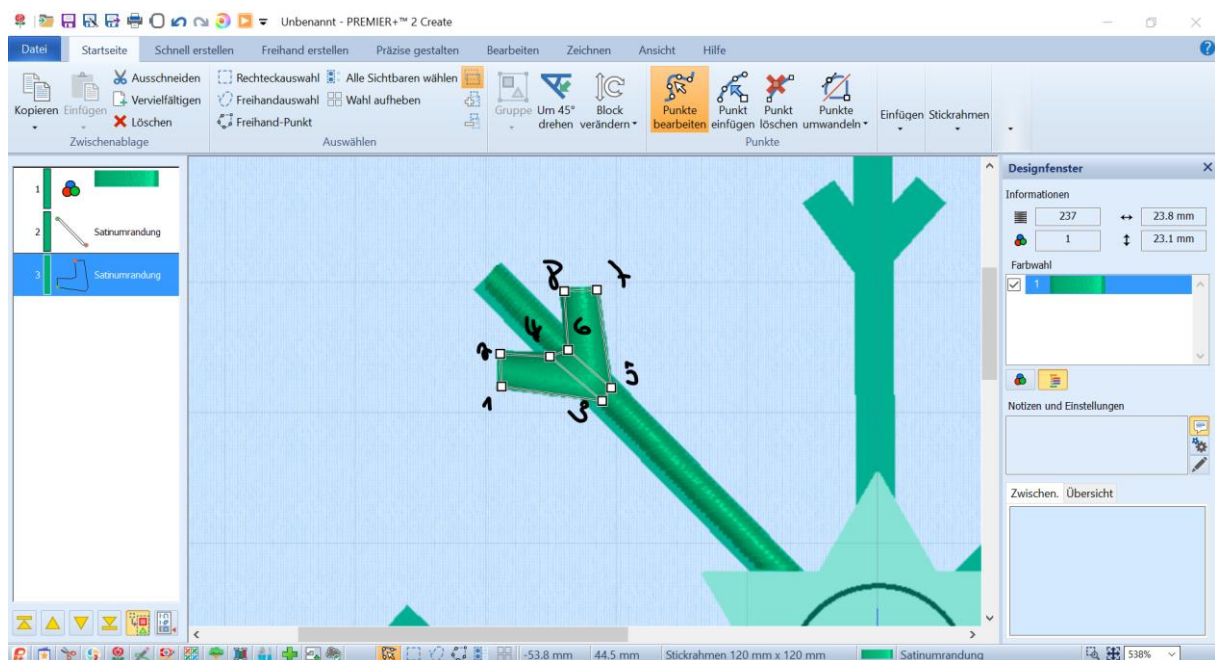 Unbenannt - PREMIER+™ 2 Create
Datei Startseite Schnell erstellen Freihand erstellen Präzise gestalten Bearbeiten Zeichnen Ansicht Hilfe
Kopieren Einfügen Ausschneiden Vervielfältigen Löschen
Zwischenablage
Rechteckauswahl Alle Sichtbaren wählen
Freihandauswahl Wahl aufheben
Freihand-Punkt
Auswählen
Gruppe Um 45° drehen Block verändern
Punkte bearbeiten Punkt einfügen Punkt löschen Punkte umwandeln
Punkte
Einfügen Stickrahmen
1
2 Satinumrandung
3 Satinumrandung
8 7
4 6
2 5
1 3
Designfenster
Informationen
237 23.8 mm
1 23.1 mm
Farbwahl
1
Notizen und Einstellungen
Zwischen. Übersicht
-53.8 mm 44.5 mm Stickrahmen 120 mm x 120 mm Satinumrandung 538%